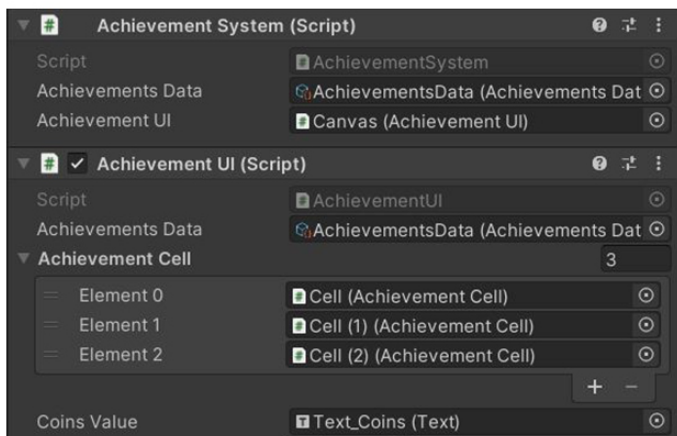 # Achievement System (Script)
Script #AchievementSystem
Achievements Data AchievementsData (Achievements Dat
Achievement UI #Canvas (Achievement UI)
# Achievement UI (Script)
Script #AchievementUI
Achievements Data AchievementsData (Achievements Dat
Achievement Cell 3
Element 0 #Cell (Achievement Cell)
Element 1 #Cell (1) (Achievement Cell)
Element 2 #Cell (2) (Achievement Cell)
+ −
Coins Value T Text_Coins (Text)